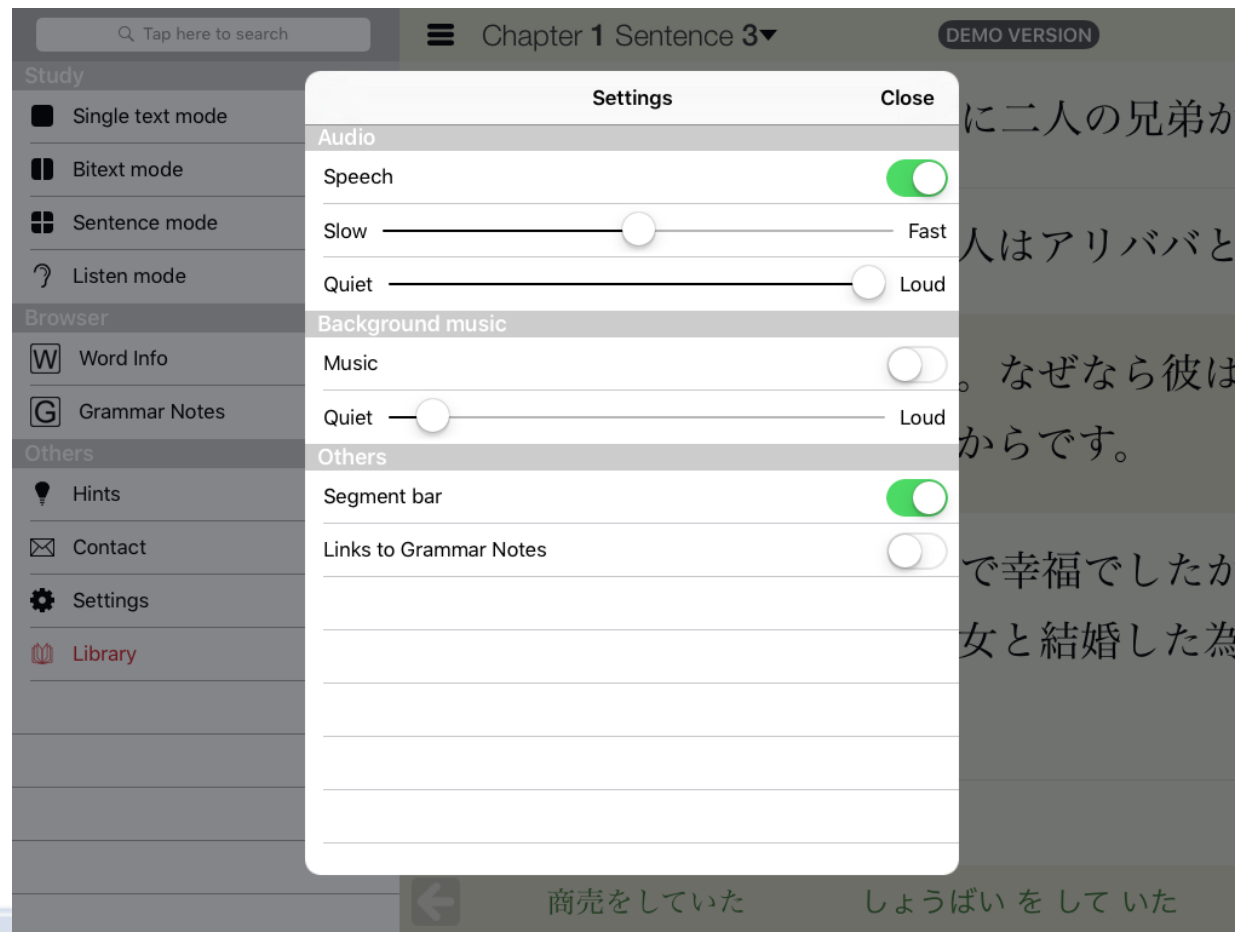 Tap here to search
Chapter 1 Sentence 3
DEMO VERSION
Study
Single text mode
Bitext mode
Sentence mode
Listen mode
Browser
W Word Info
G Grammar Notes
Others
Hints
Contact
Settings
Library
Settings Close
Audio
Speech
Slow Fast
Quiet Loud
Background music
Music
Quiet Loud
Others
Segment bar
Links to Grammar Notes
に二人の兄弟が
人はアリババと
。なぜなら彼は
からです。
で幸福でしたか
女と結婚した為
商売をしていた しょうばい を して いた